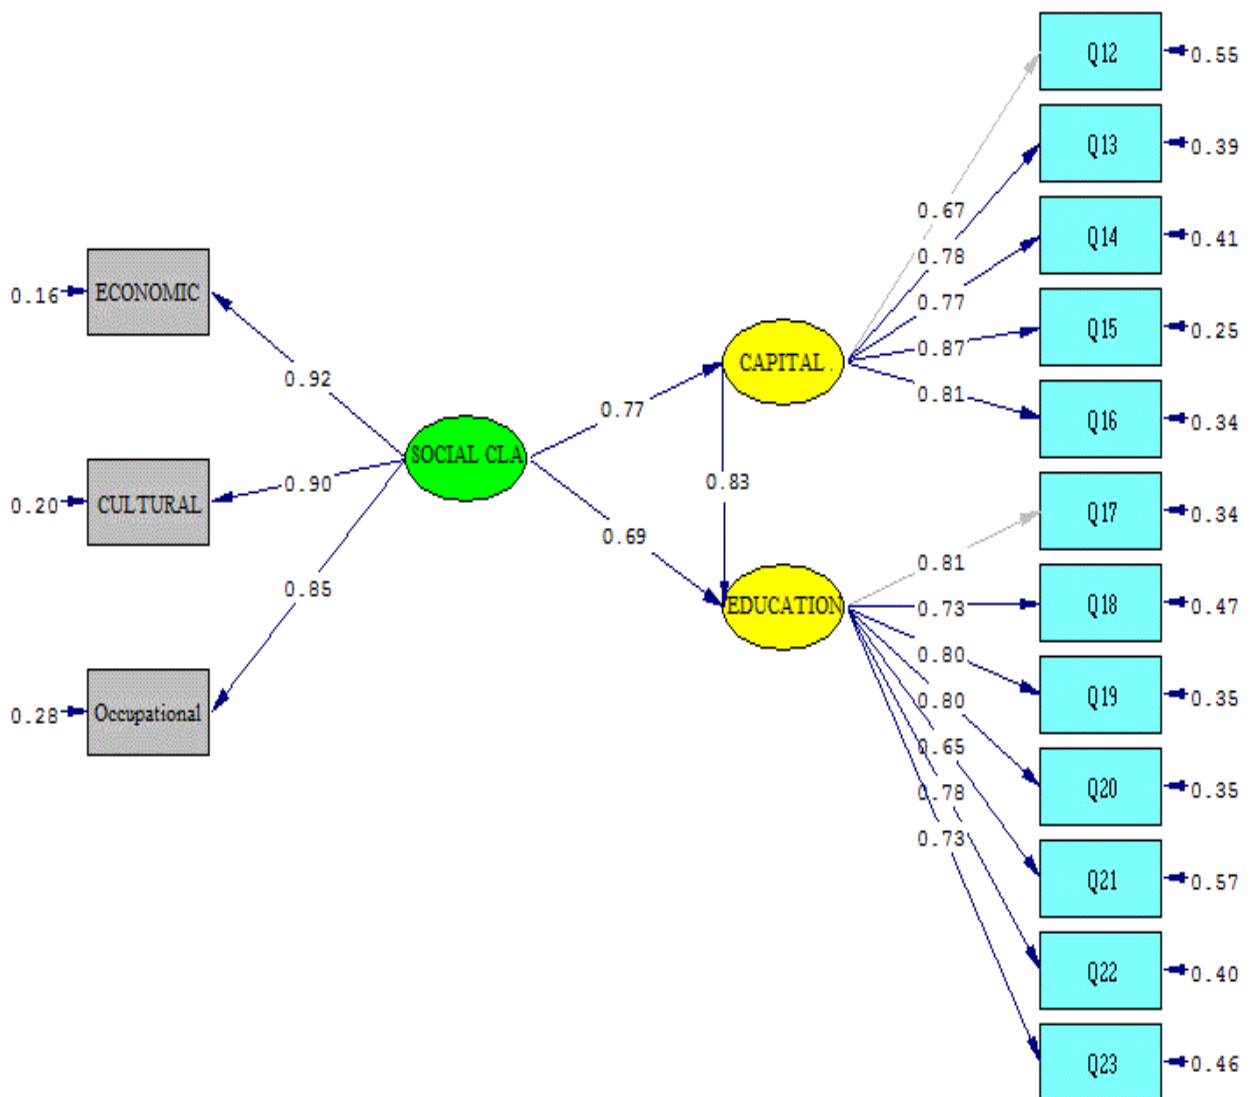 Q12
0.55
Q13
0.39
0.67
Q14
0.41
0.78
ECONOMIC
0.16
0.77
Q15
0.25
0.87
CAPITAL .
0.92
0.81
0.77
Q16
0.34
SOCIAL CLA
0.90
0.83
CULTURAL
0.20
Q17
0.34
0.69
0.81
0.85
EDUCATION
0.73
Q18
0.47
0.80
Q19
0.35
0.80
Occupational
0.28
0.65
0.78
Q20
0.35
0.73
Q21
0.57
Q22
0.40
Q23
0.46